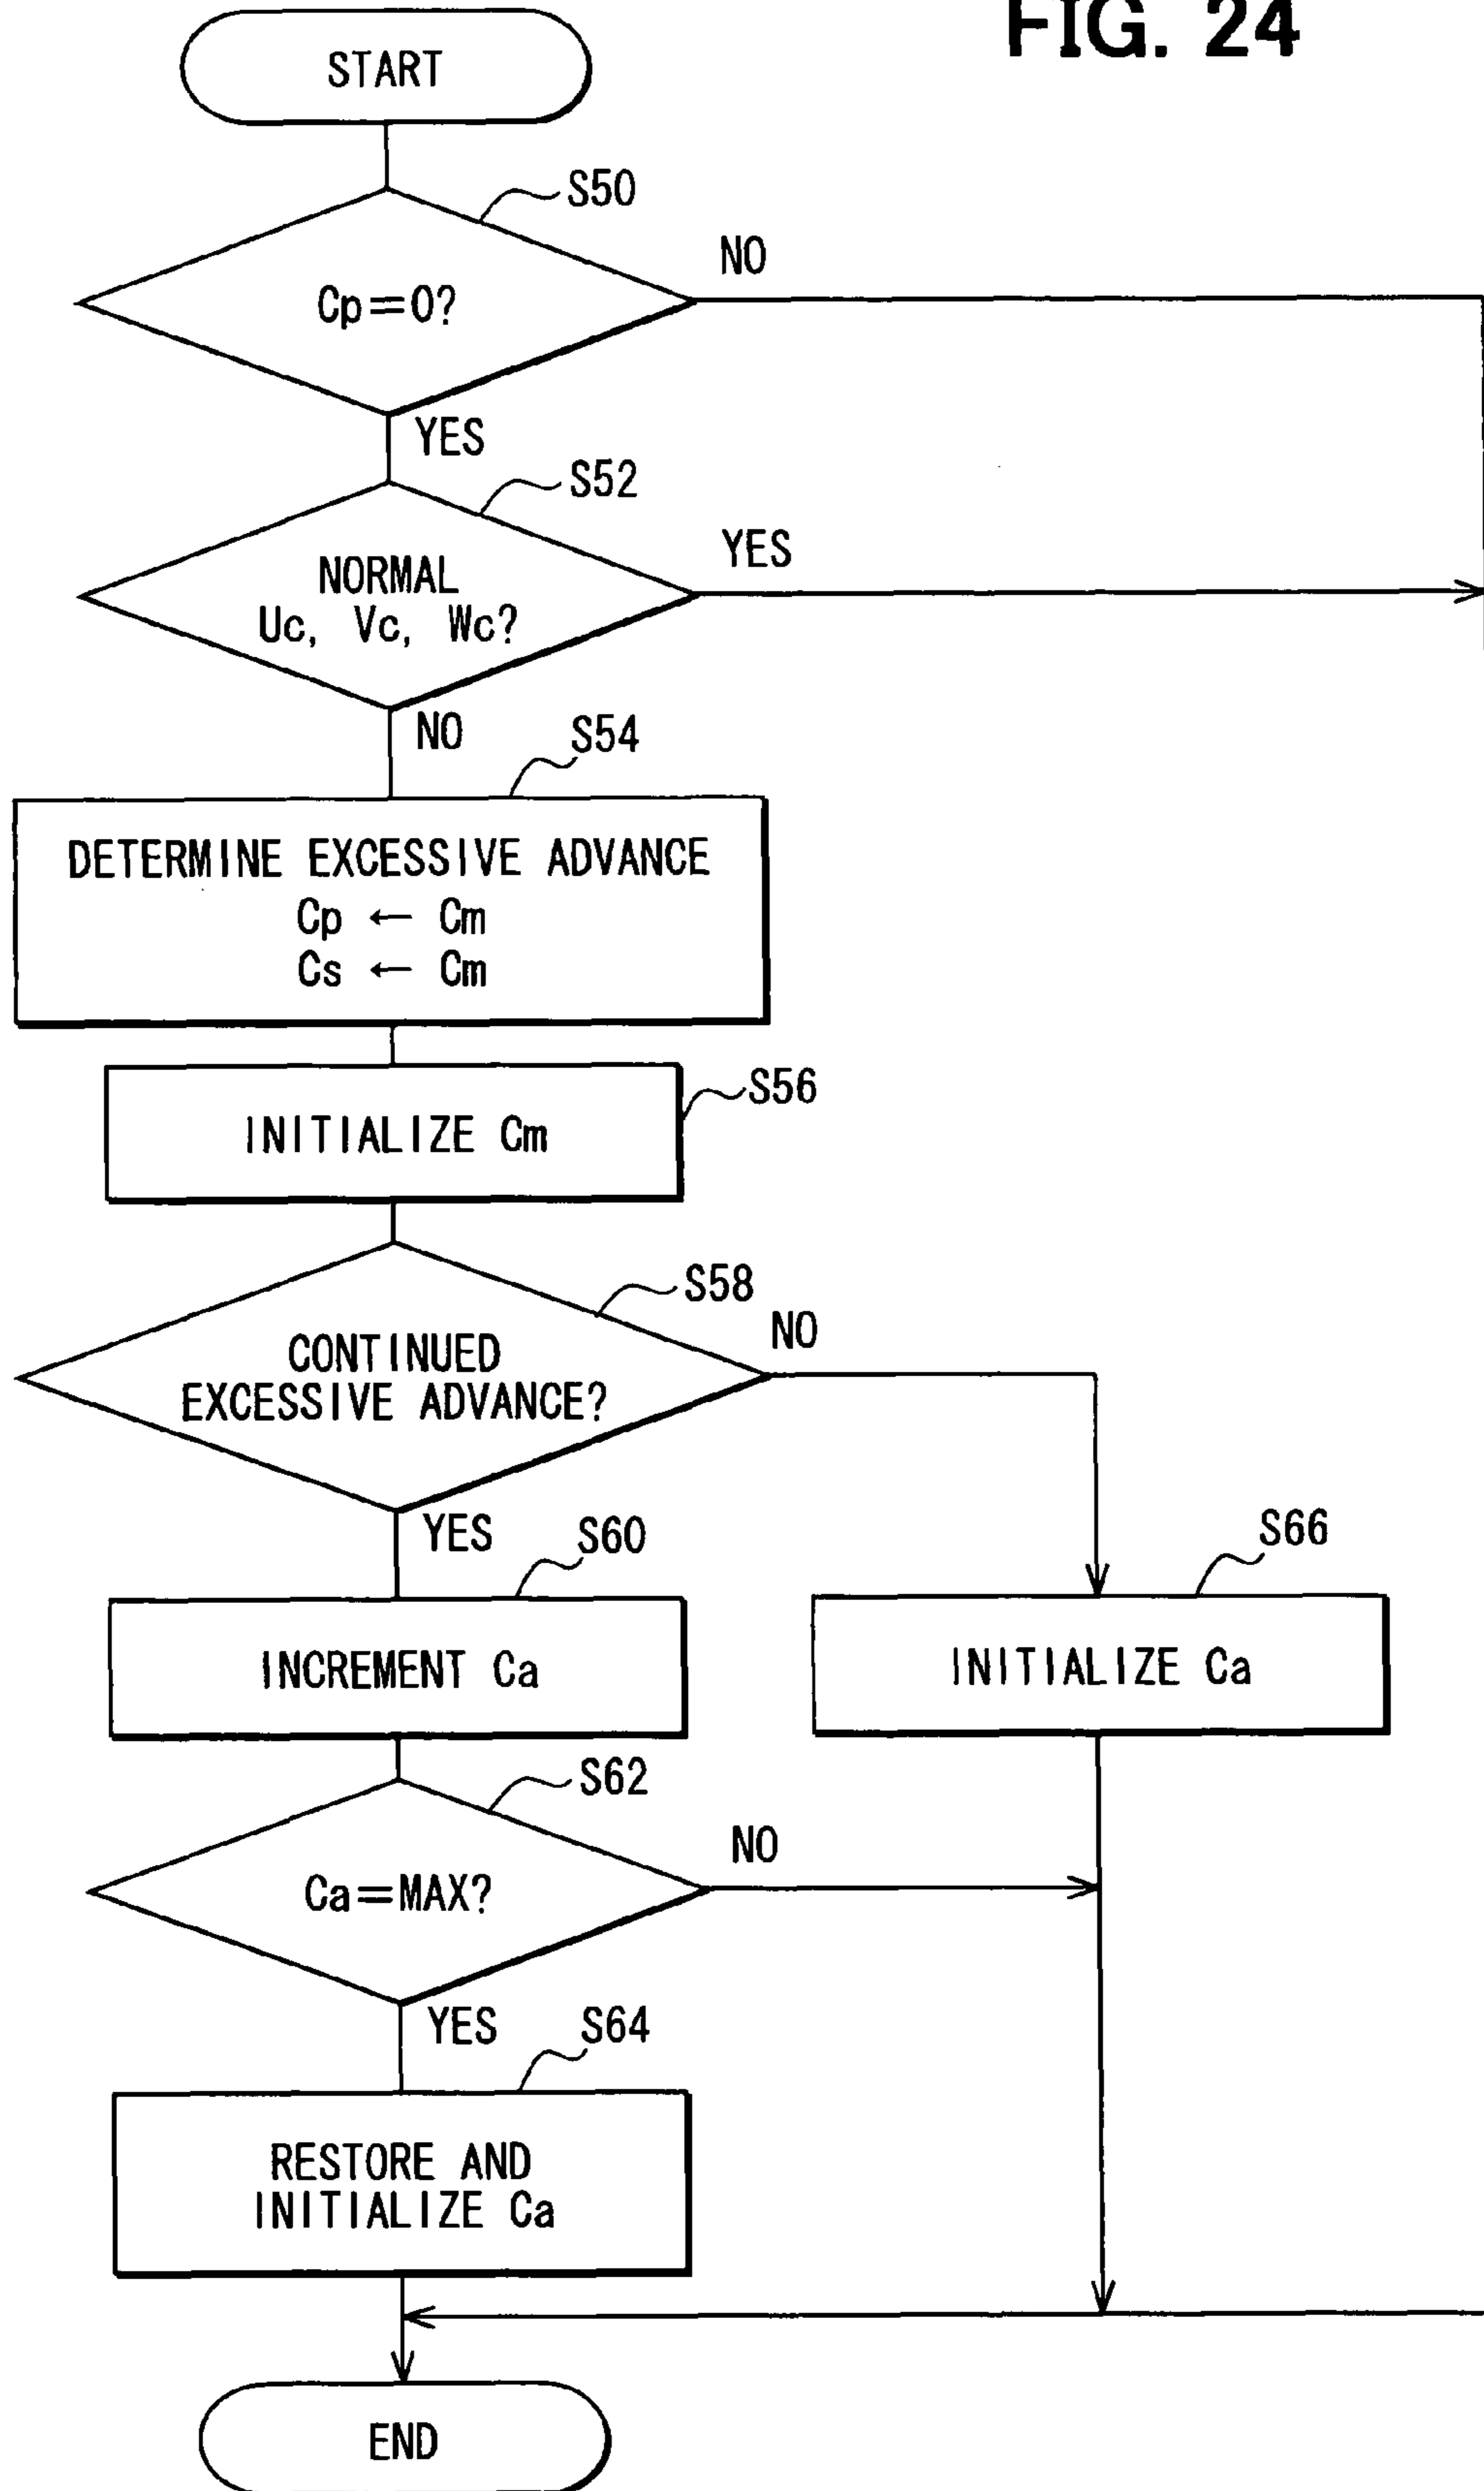 FIG. 24
START
S50
Cp=0?
NO
YES
S52
NORMAL
Uc, Vc, Wc?
YES
NO
S54
DETERMINE EXCESSIVE ADVANCE
Cp ← Cm
Cs ← Cm
S56
INITIALIZE Cm
S58
CONTINUED
EXCESSIVE ADVANCE?
NO
YES
S60
INCREMENT Ca
S66
INITIALIZE Ca
S62
Ca=MAX?
NO
YES
S64
RESTORE AND
INITIALIZE Ca
END